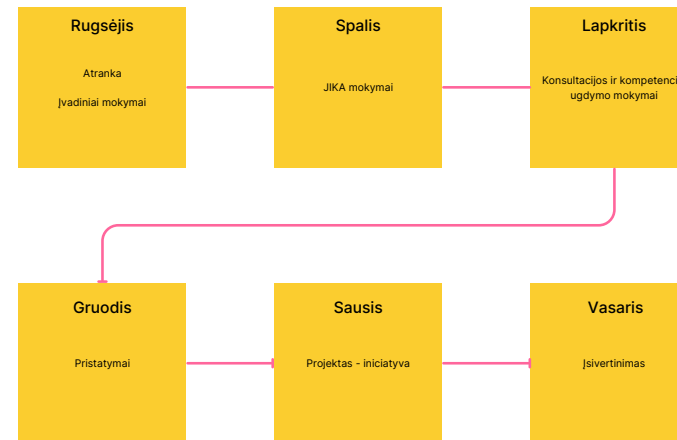 Rugsėjis
Atranka
Įvadiniai mokymai
Spalis
JIKA mokymai
Lapkritis
Konsultacijos ir kompetenci
ugdymo mokymai
Gruodis
Pristatymai
Sausis
Projektas - iniciatyva
Vasaris
Įsivertinimas